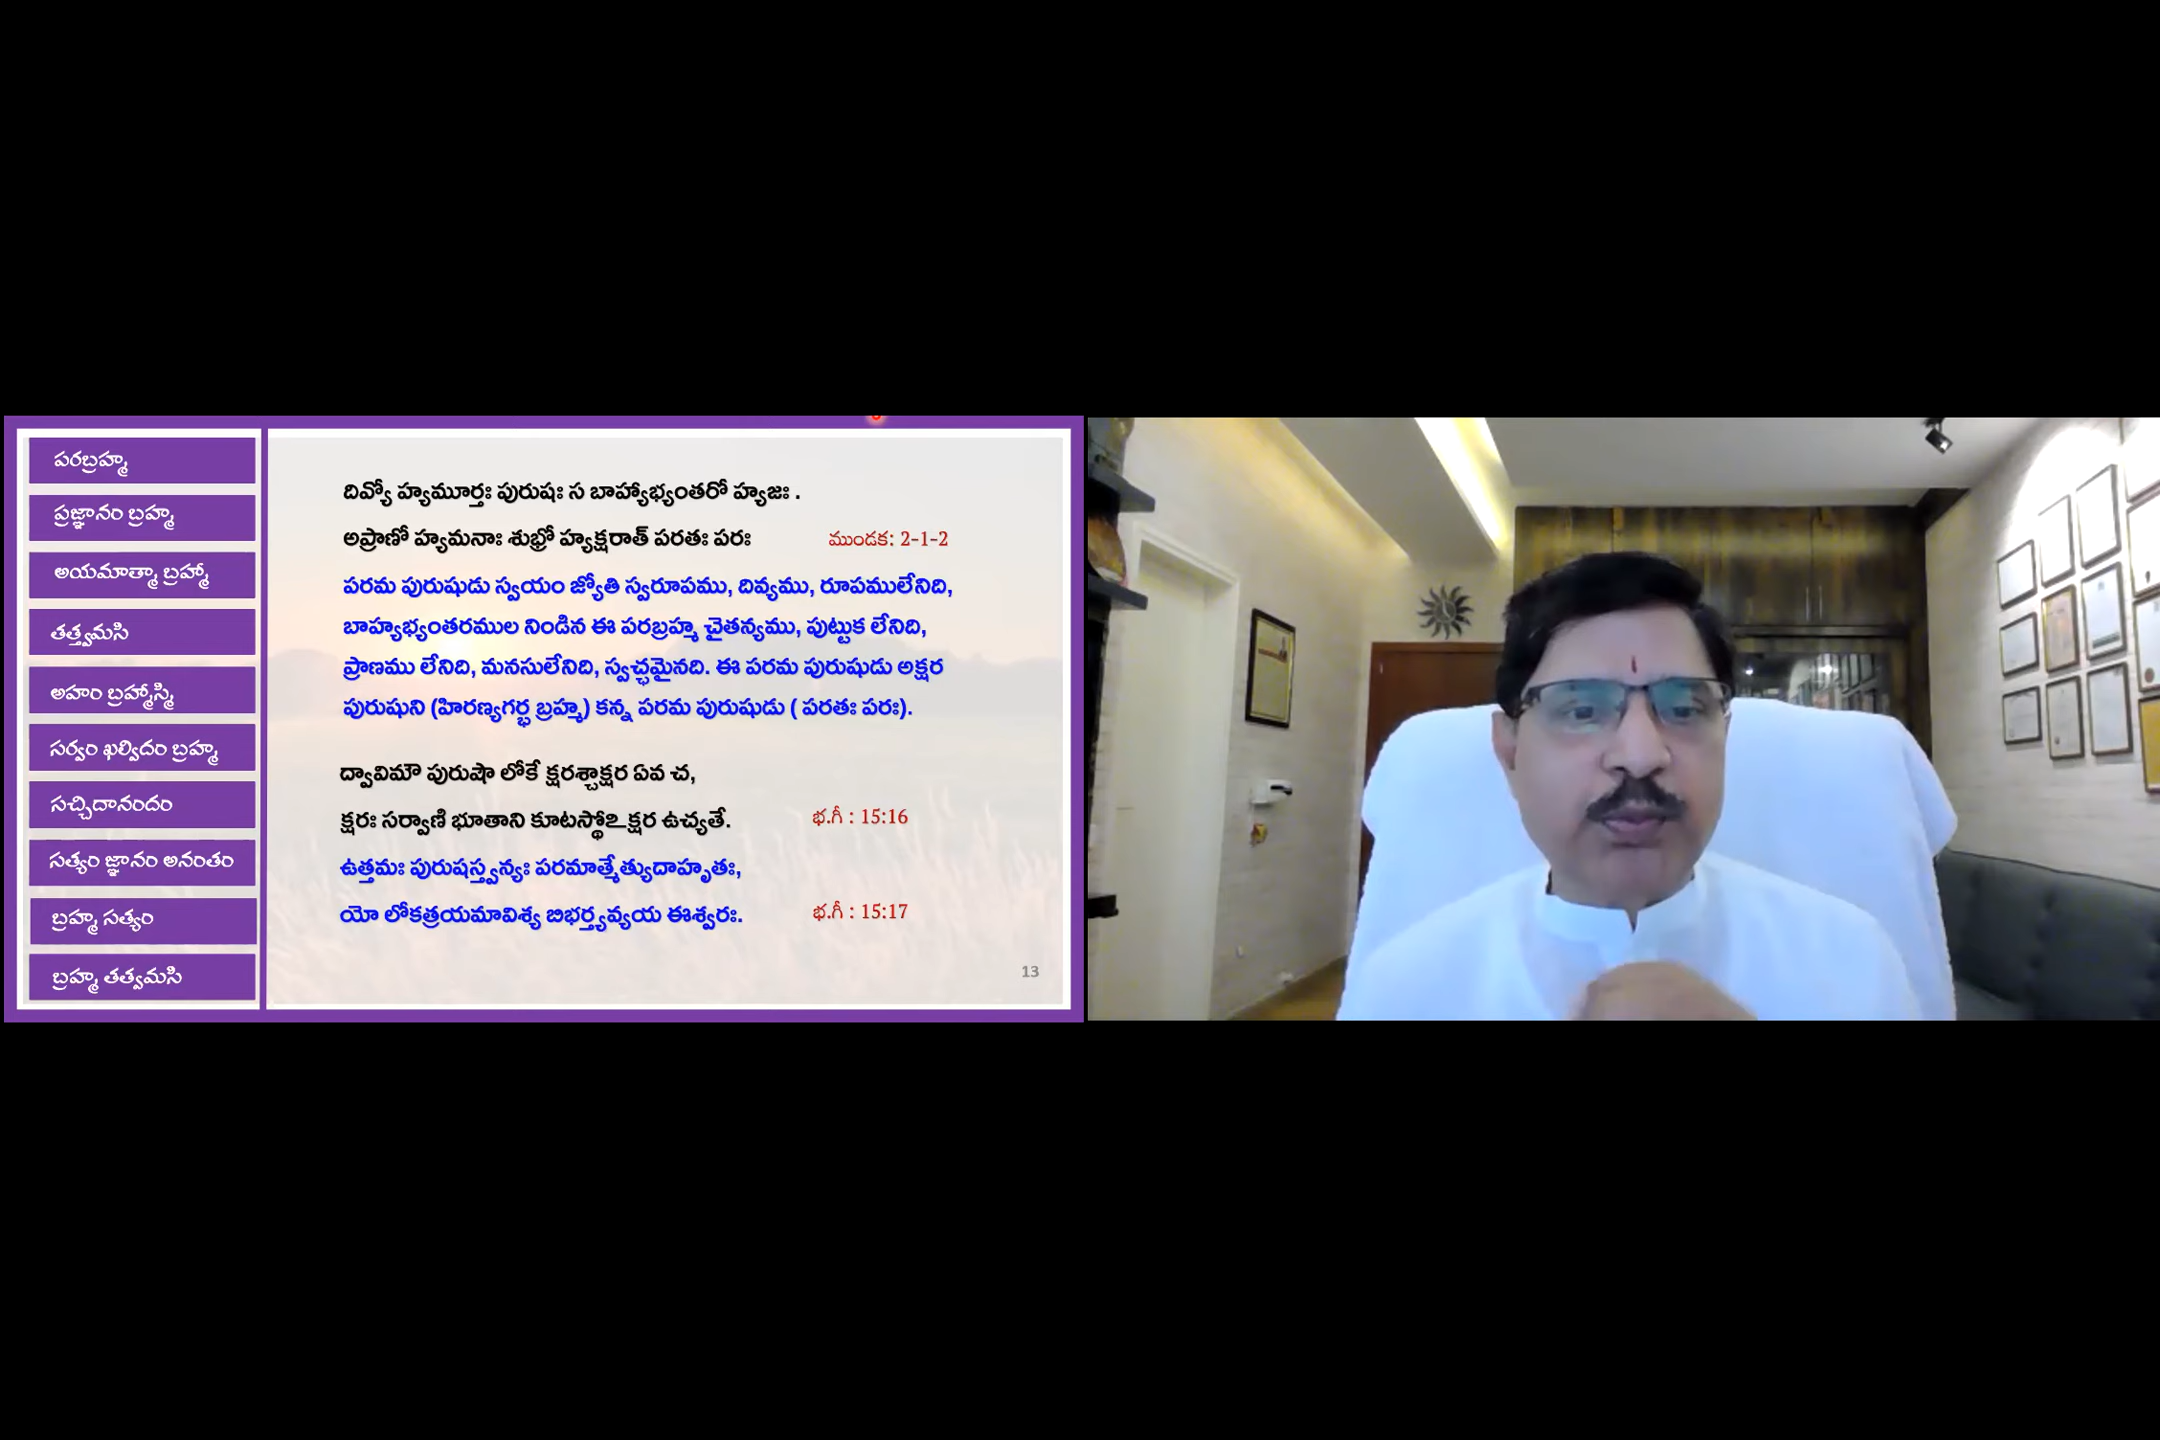 పరబ్రహ్మ
ప్రజ్ఞానం బ్రహ్మ
అయమాత్మా బ్రహ్మా
తత్త్వమసి
అహం బ్రహ్మాస్మి
సర్వం ఖల్విదం బ్రహ్మ
సచ్చిదానందం
సత్యం జ్ఞానం అనంతం
బ్రహ్మ సత్యం
బ్రహ్మ తత్వమసి
దివ్యో హ్యమూర్తః పురుషః స బాహ్యాభ్యంతరో హ్యజః .
అప్రాణో హ్యమనాః శుభ్రో హ్యక్షరాత్ పరతః పరః ముండక: 2-1-2
పరమ పురుషుడు స్వయం జ్యోతి స్వరూపము, దివ్యము, రూపములేనిది,
బాహ్యభ్యంతరముల నిండిన ఈ పరబ్రహ్మ చైతన్యము, పుట్టుక లేనిది,
ప్రాణము లేనిది, మనసులేనిది, స్వచ్ఛమైనది. ఈ పరమ పురుషుడు అక్షర
పురుషుని (హిరణ్యగర్భ బ్రహ్మ) కన్న పరమ పురుషుడు ( పరతః పరః).
ద్వావిమౌ పురుషౌ లోకే క్షరశ్చాక్షర ఏవ చ,
క్షరః సర్వాణి భూతాని కూటస్థోఽక్షర ఉచ్యతే. భ.గీ : 15:16
ఉత్తమః పురుషస్త్వన్యః పరమాత్మేత్యుదాహృతః,
యో లోకత్రయమావిశ్య బిభర్త్యవ్యయ ఈశ్వరః. భ.గీ : 15:17
13